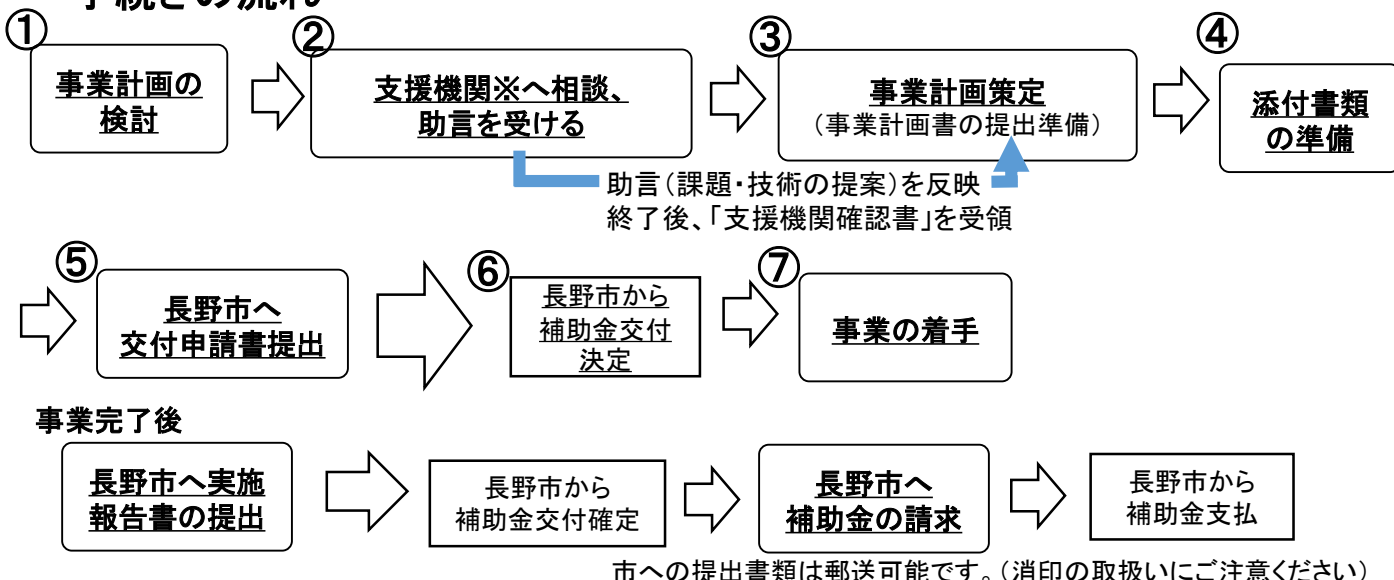 手続きの流れ
①
事業計画の
検討
②
支援機関※へ相談、
助言を受ける
③
事業計画策定
（事業計画書の提出準備）
④
添付書類
の準備
助言（課題・技術の提案）を反映
終了後、「支援機関確認書」を受領
⑤
長野市へ
交付申請書提出
⑥
長野市から
補助金交付
決定
⑦
事業の着手
事業完了後
長野市へ実施
報告書の提出
長野市から
補助金交付確定
長野市へ
補助金の請求
長野市から
補助金支払
市への提出書類は郵送可能です。（消印の取扱いにご注意ください）